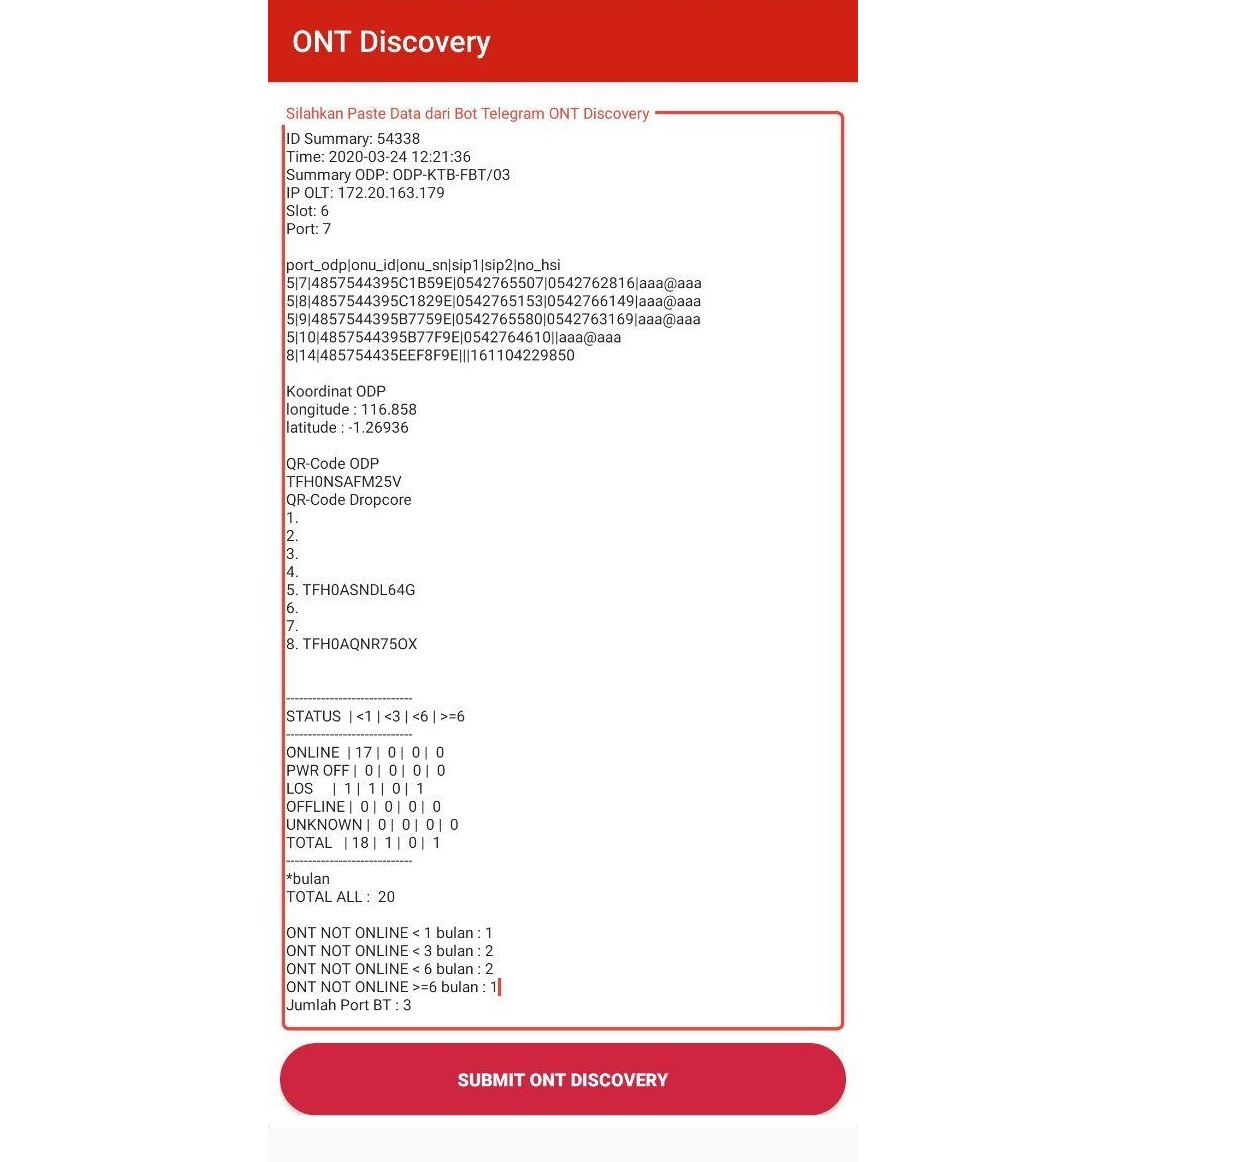 ONT Discovery
Silahkan Paste Data dari Bot Telegram ONT Discovery
ID Summary: 54338
Time: 2020-03-24 12:21:36
Summary ODP: ODP-KTB-FBT/03
IP OLT: 172.20.163.179
Slot: 6
Port: 7
port_odp|onu_id|onu_sn|sip1|sip2|no_hsi
5|7|4857544395C1B59E|0542765507|0542762816|aaa@aaa
5|8|4857544395C1829E|0542765153|0542766149|aaa@aaa
5|9|4857544395B7759E|0542765580|0542763169|aaa@aaa
5|10|4857544395B77F9E|0542764610||aaa@aaa
8|14|485754435EEF8F9E|||161104229850
Koordinat ODP
longitude : 116.858
latitude : -1.26936
QR-Code ODP
TFH0NSAFM25V
QR-Code Dropcore
1.
2.
3.
4.
5. TFH0ASNDL64G
6.
7.
8. TFH0AQNR75OX
-----------------------------
STATUS | <1 | <3 | <6 | >=6
-----------------------------
ONLINE | 17 | 0 | 0 | 0
PWR OFF | 0 | 0 | 0 | 0
LOS | 1 | 1 | 0 | 1
OFFLINE | 0 | 0 | 0 | 0
UNKNOWN | 0 | 0 | 0 | 0
TOTAL | 18 | 1 | 0 | 1
-----------------------------
*bulan
TOTAL ALL : 20
ONT NOT ONLINE < 1 bulan : 1
ONT NOT ONLINE < 3 bulan : 2
ONT NOT ONLINE < 6 bulan : 2
ONT NOT ONLINE >=6 bulan : 1
Jumlah Port BT : 3
SUBMIT ONT DISCOVERY